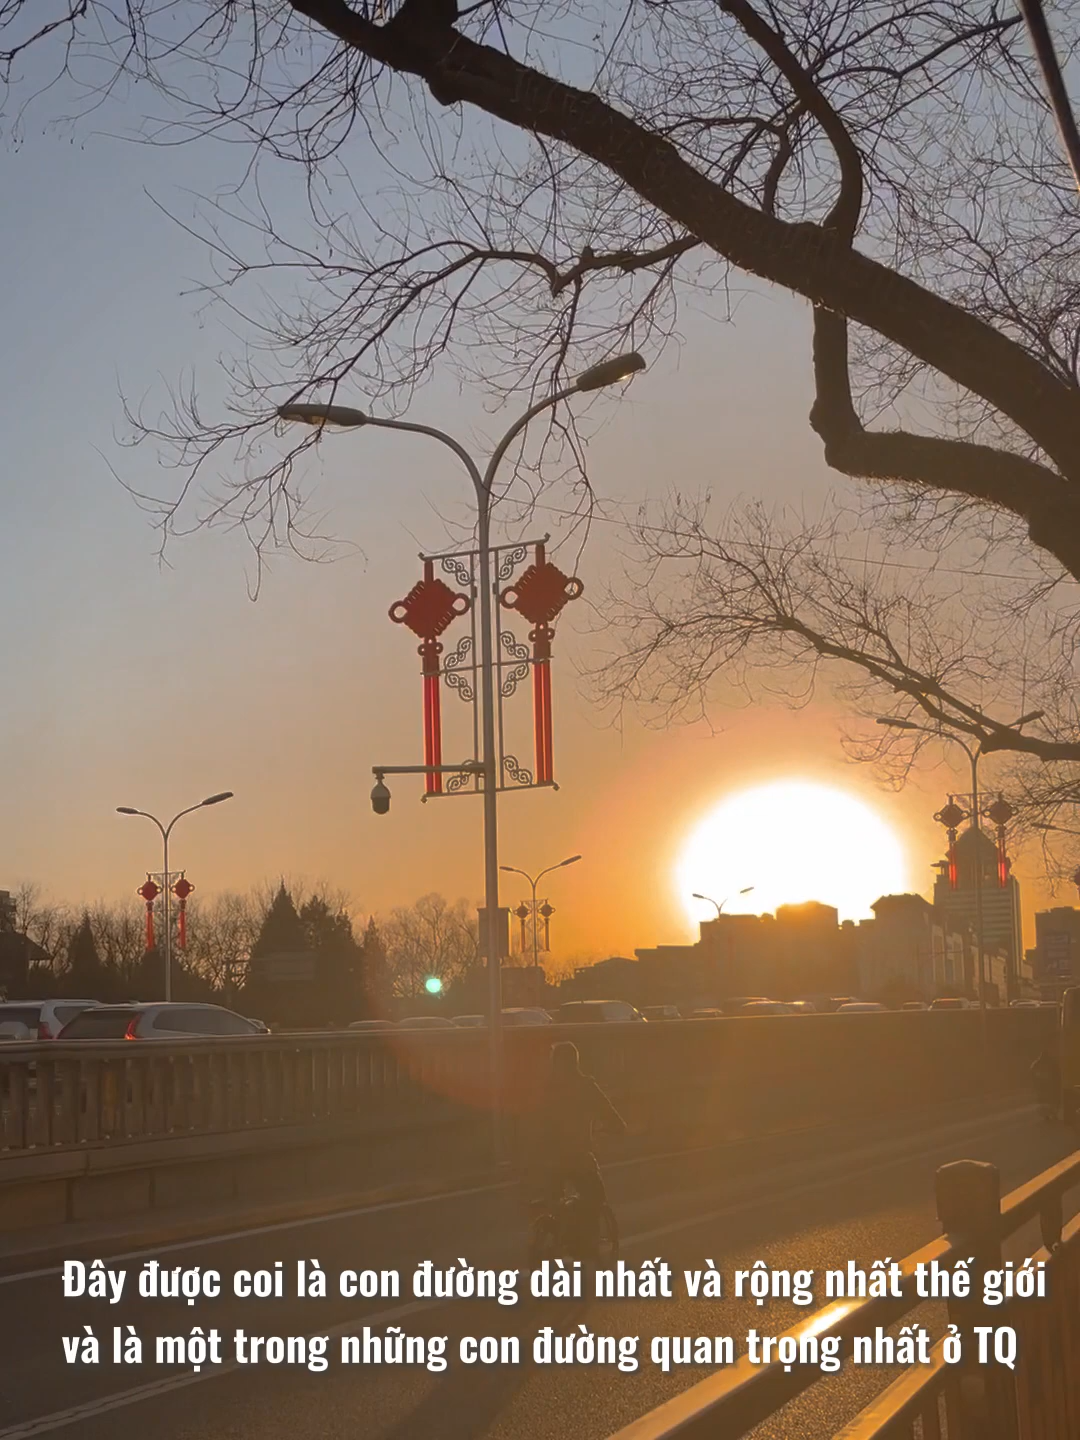 Đây được coi là con đường dài nhất và rộng nhất thế giới
và là một trong những con đường quan trọng nhất ở TQ